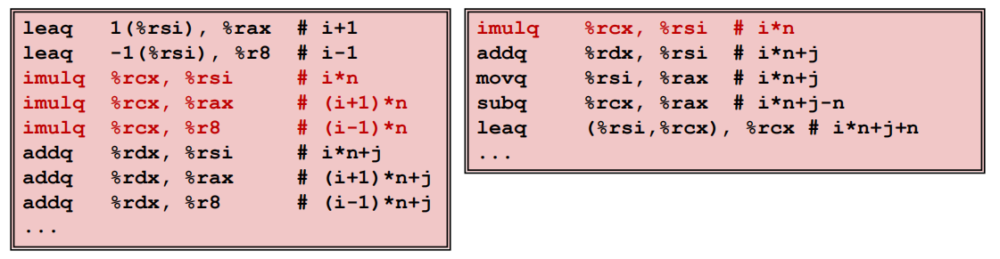 leaq 1(%rsi), %rax # i+1
leaq -1(%rsi), %r8 # i-1
imulq %rcx, %rsi # i*n
imulq %rcx, %rax # (i+1)*n
imulq %rcx, %r8 # (i-1)*n
addq %rdx, %rsi # i*n+j
addq %rdx, %rax # (i+1)*n+j
addq %rdx, %r8 # (i-1)*n+j
...
imulq %rcx, %rsi # i*n
addq %rdx, %rsi # i*n+j
movq %rsi, %rax # i*n+j
subq %rcx, %rax # i*n+j-n
leaq (%rsi,%rcx), %rcx # i*n+j+n
...